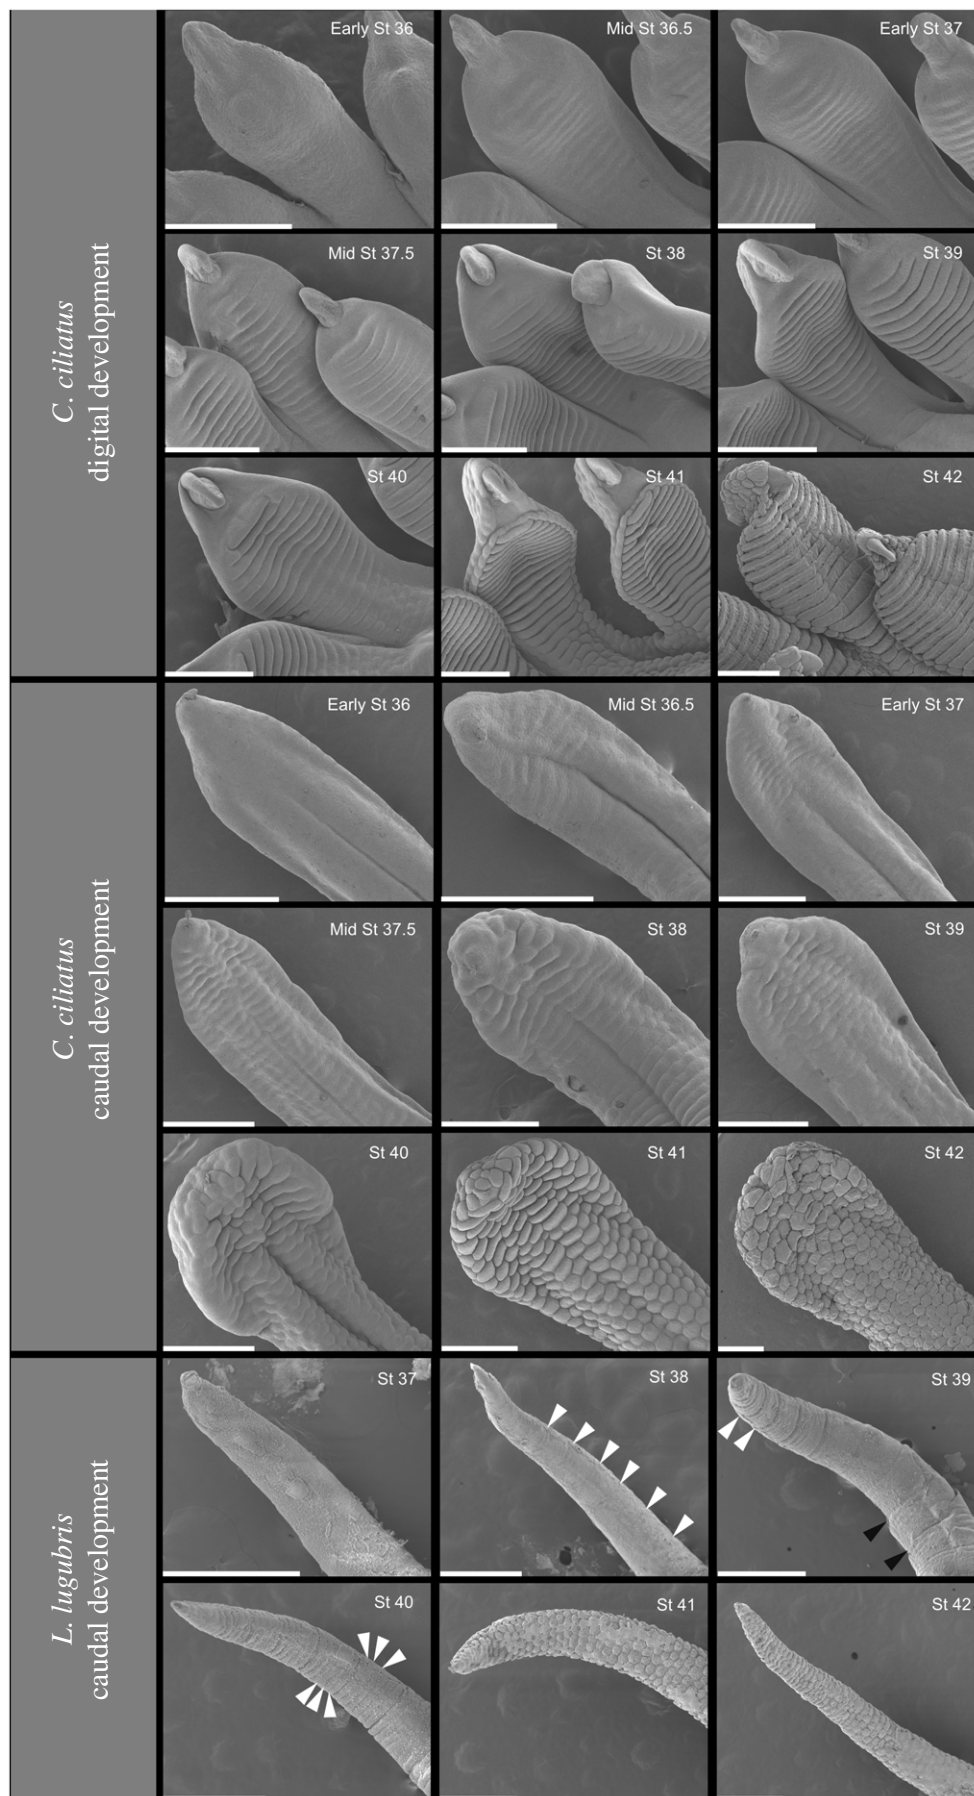 C. ciliatus
digital development
Early St 36
Mid St 36.5
Early St 37
Mid St 37.5
St 38
St 39
St 40
St 41
St 42
C. ciliatus
caudal development
Early St 36
Mid St 36.5
Early St 37
Mid St 37.5
St 38
St 39
St 40
St 41
St 42
L. lugubris
caudal development
St 37
St 38
St 39
St 40
St 41
St 42